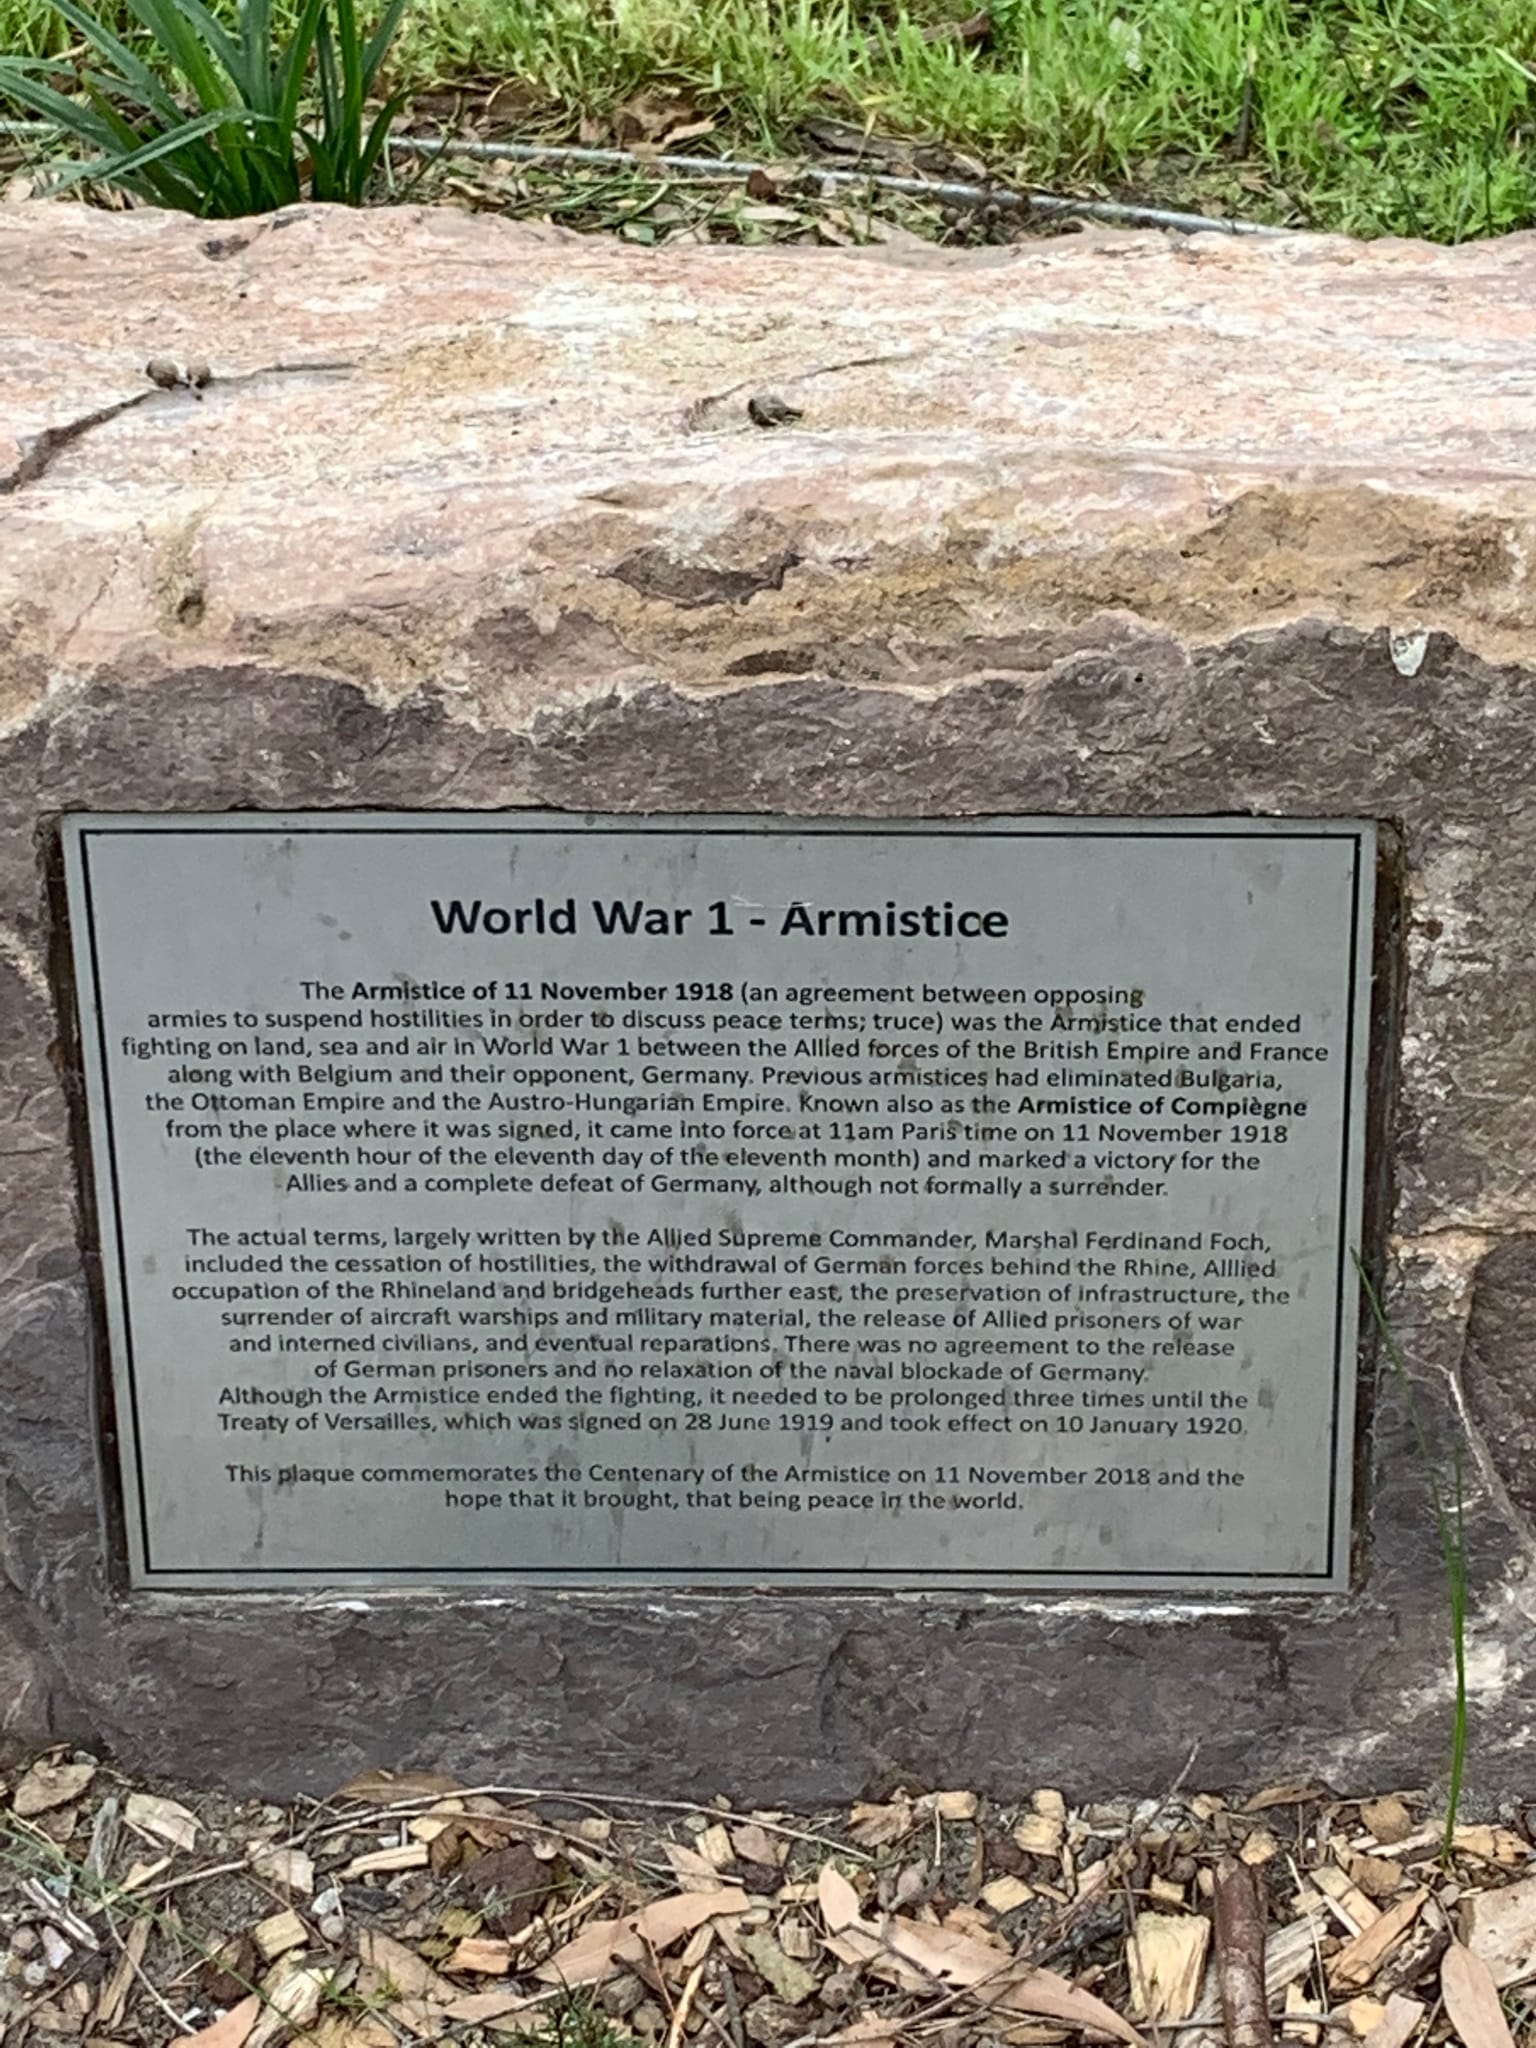 World War 1 - Armistice
The Armistice of 11 November 1918 (an agreement between opposing
armies to suspend hostilities in order to discuss peace terms; truce) was the Armistice that ended
fighting on land, sea and air in World War 1 between the Allied forces of the British Empire and France
along with Belgium and their opponent, Germany. Previous armistices had eliminated Bulgaria,
the Ottoman Empire and the Austro-Hungarian Empire. Known also as the Armistice of Compiègne
from the place where it was signed, it came into force at 11am Paris time on 11 November 1918
(the eleventh hour of the eleventh day of the eleventh month) and marked a victory for the
Allies and a complete defeat of Germany, although not formally a surrender.
The actual terms, largely written by the Allied Supreme Commander, Marshal Ferdinand Foch,
included the cessation of hostilities, the withdrawal of German forces behind the Rhine, Alllied
occupation of the Rhineland and bridgeheads further east, the preservation of infrastructure, the
surrender of aircraft warships and military material, the release of Allied prisoners of war
and interned civilians, and eventual reparations. There was no agreement to the release
of German prisoners and no relaxation of the naval blockade of Germany.
Although the Armistice ended the fighting, it needed to be prolonged three times until the
Treaty of Versailles, which was signed on 28 June 1919 and took effect on 10 January 1920.
This plaque commemorates the Centenary of the Armistice on 11 November 2018 and the
hope that it brought, that being peace in the world.